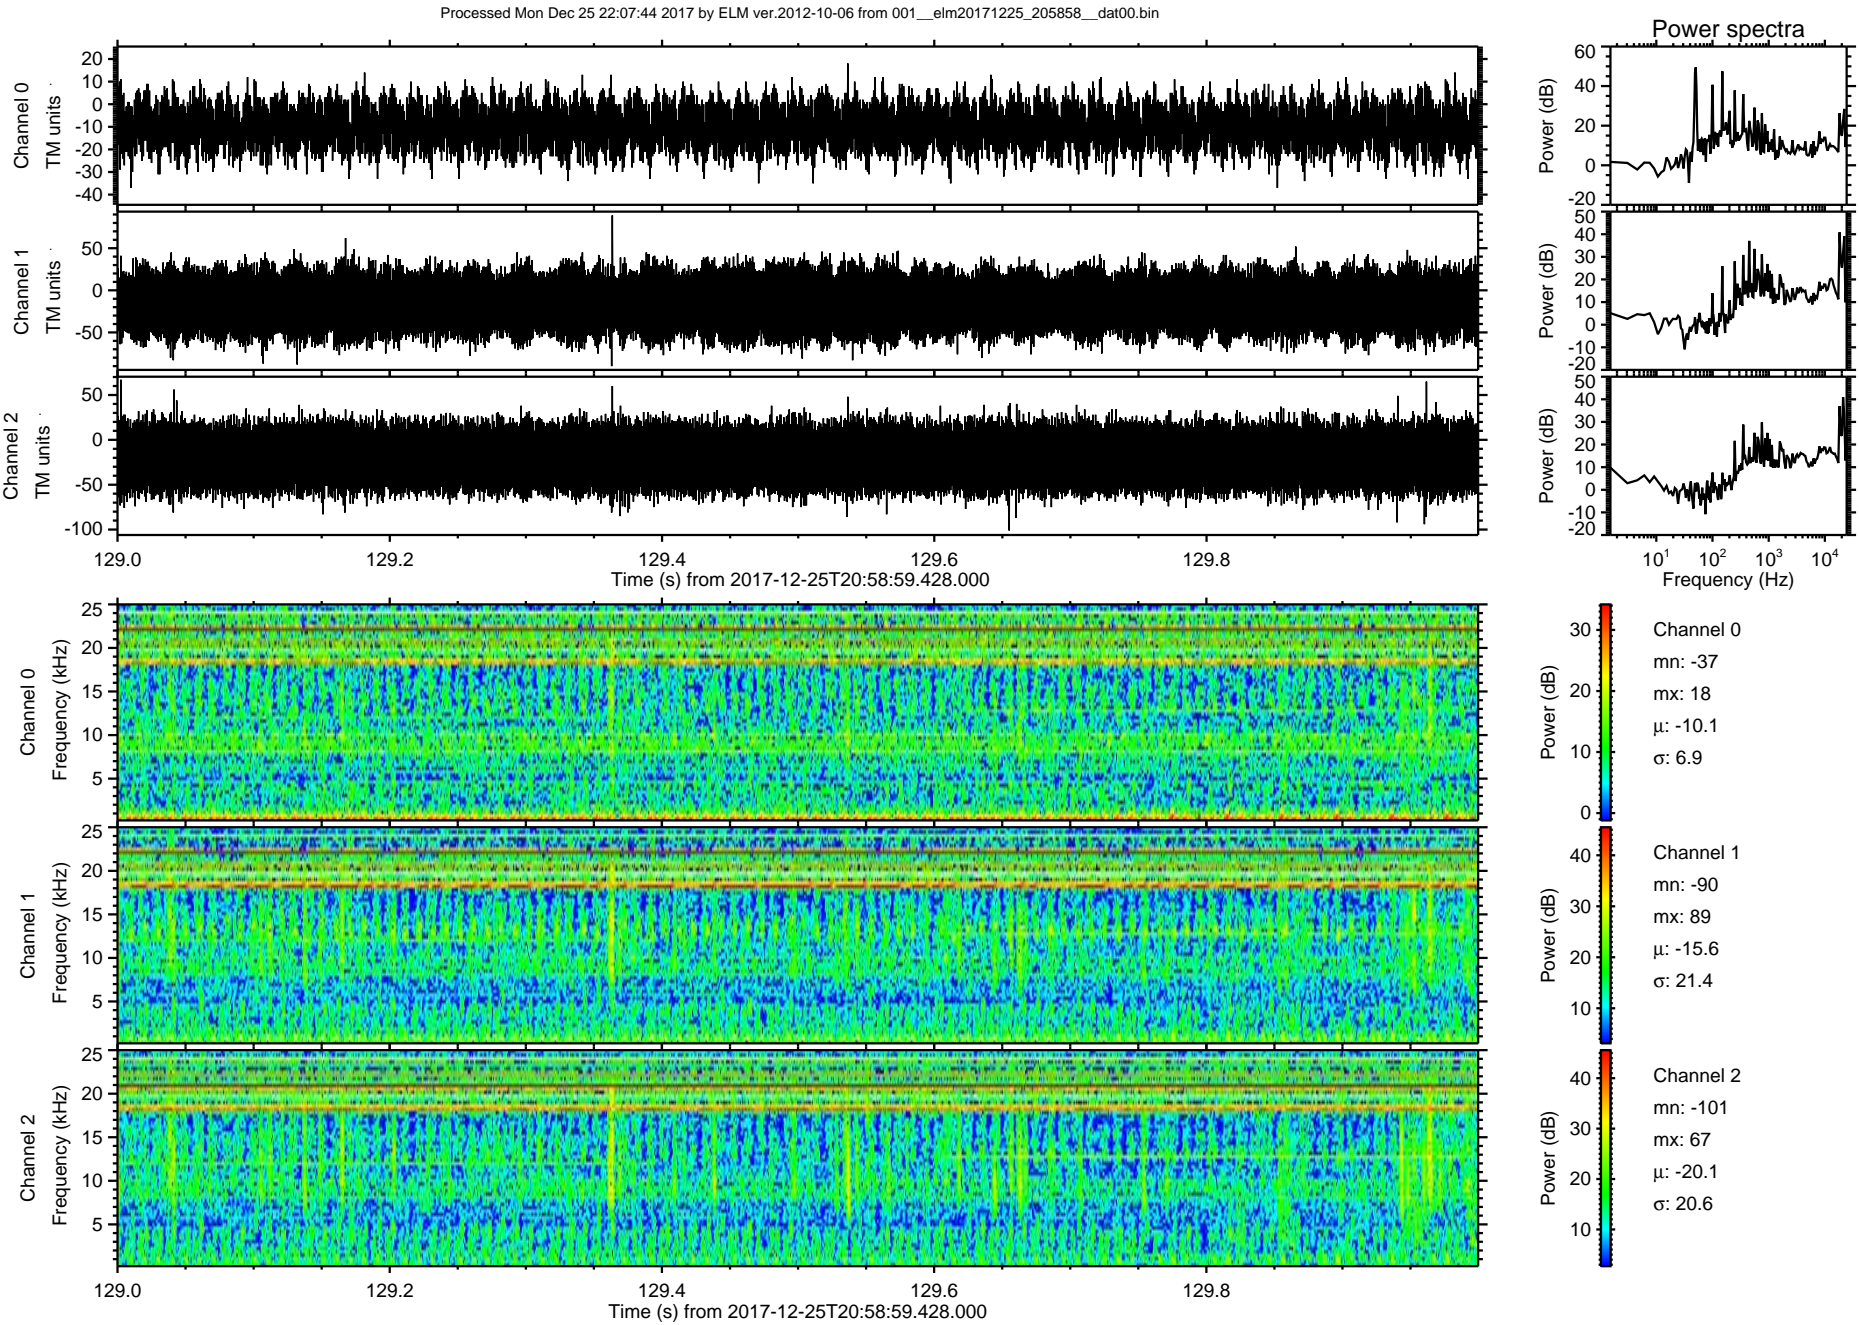 Processed Mon Dec 25 22:07:44 2017 by ELM ver.2012-10-06 from 001__elm20171225_205858__dat00.bin
Power spectra
Channel 0
TM units
20
10
0
-10
-20
-30
-40
Power (dB)
60
40
20
0
-20
Channel 1
TM units
50
0
-50
Power (dB)
50
40
30
20
10
0
-10
-20
Channel 2
TM units
50
0
-50
-100
Power (dB)
50
40
30
20
10
0
-10
-20
129.0 129.2 129.4 129.6 129.8
Time (s) from 2017-12-25T20:58:59.428.000
10^1 10^2 10^3 10^4
Frequency (Hz)
Channel 0
Frequency (kHz)
25
20
15
10
5
Power (dB)
30
20
10
0
Channel 0
mn: -37
mx: 18
μ: -10.1
σ: 6.9
Channel 1
Frequency (kHz)
25
20
15
10
5
Power (dB)
40
30
20
10
Channel 1
mn: -90
mx: 89
μ: -15.6
σ: 21.4
Channel 2
Frequency (kHz)
25
20
15
10
5
Power (dB)
40
30
20
10
Channel 2
mn: -101
mx: 67
μ: -20.1
σ: 20.6
129.0 129.2 129.4 129.6 129.8
Time (s) from 2017-12-25T20:58:59.428.000